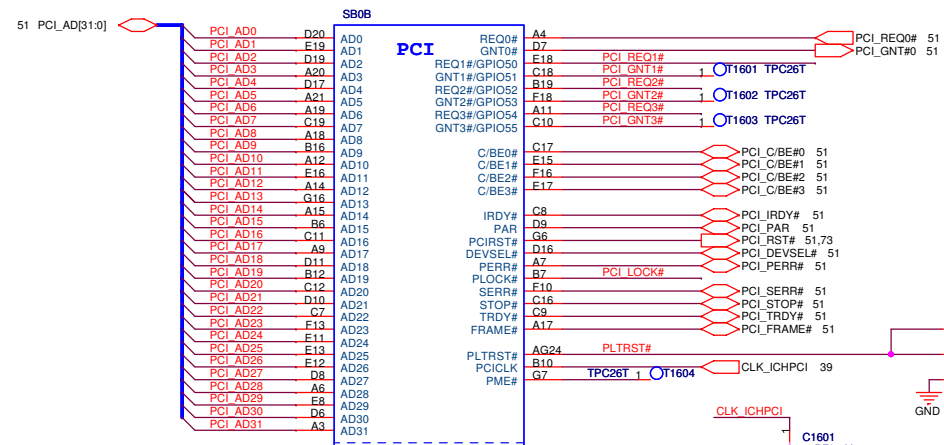 SB0B
51 PCI_AD[31:0]
PCI
PCI_AD0 D20 AD0
PCI_AD1 E19 AD1
PCI_AD2 D19 AD2
PCI_AD3 A20 AD3
PCI_AD4 D17 AD4
PCI_AD5 A21 AD5
PCI_AD6 A19 AD6
PCI_AD7 C19 AD7
PCI_AD8 A18 AD8
PCI_AD9 B16 AD9
PCI_AD10 A12 AD10
PCI_AD11 E16 AD11
PCI_AD12 A14 AD12
PCI_AD13 G16 AD13
PCI_AD14 A15 AD14
PCI_AD15 B6 AD15
PCI_AD16 C11 AD16
PCI_AD17 A9 AD17
PCI_AD18 D11 AD18
PCI_AD19 B12 AD19
PCI_AD20 C12 AD20
PCI_AD21 D10 AD21
PCI_AD22 C7 AD22
PCI_AD23 F13 AD23
PCI_AD24 E11 AD24
PCI_AD25 E13 AD25
PCI_AD26 E12 AD26
PCI_AD27 D8 AD27
PCI_AD28 A6 AD28
PCI_AD29 E8 AD29
PCI_AD30 D6 AD30
PCI_AD31 A3 AD31
REQ0# A4 PCI_REQ0# 51
GNT0# D7 PCI_GNT#0 51
REQ1#/GPIO50 E18 PCI_REQ1#
GNT1#/GPIO51 C18 PCI_GNT1# 1 T1601 TPC26T
REQ2#/GPIO52 B19 PCI_REQ2#
GNT2#/GPIO53 F18 PCI_GNT2# 1 T1602 TPC26T
REQ3#/GPIO54 A11 PCI_REQ3#
GNT3#/GPIO55 C10 PCI_GNT3# 1 T1603 TPC26T
C/BE0# C17 PCI_C/BE#0 51
C/BE1# E15 PCI_C/BE#1 51
C/BE2# F16 PCI_C/BE#2 51
C/BE3# E17 PCI_C/BE#3 51
IRDY# C8 PCI_IRDY# 51
PAR D9 PCI_PAR 51
PCIRST# G6 PCI_RST# 51,73
DEVSEL# D16 PCI_DEVSEL# 51
PERR# A7 PCI_PERR# 51
PLOCK# B7 PCI_LOCK#
SERR# F10 PCI_SERR# 51
STOP# C16 PCI_STOP# 51
TRDY# C9 PCI_TRDY# 51
FRAME# A17 PCI_FRAME# 51
PLTRST# AG24 PLTRST#
PCICLK B10 CLK_ICHPCI 39
PME# G7 TPC26T 1 T1604
GND
CLK_ICHPCI
1 C1601